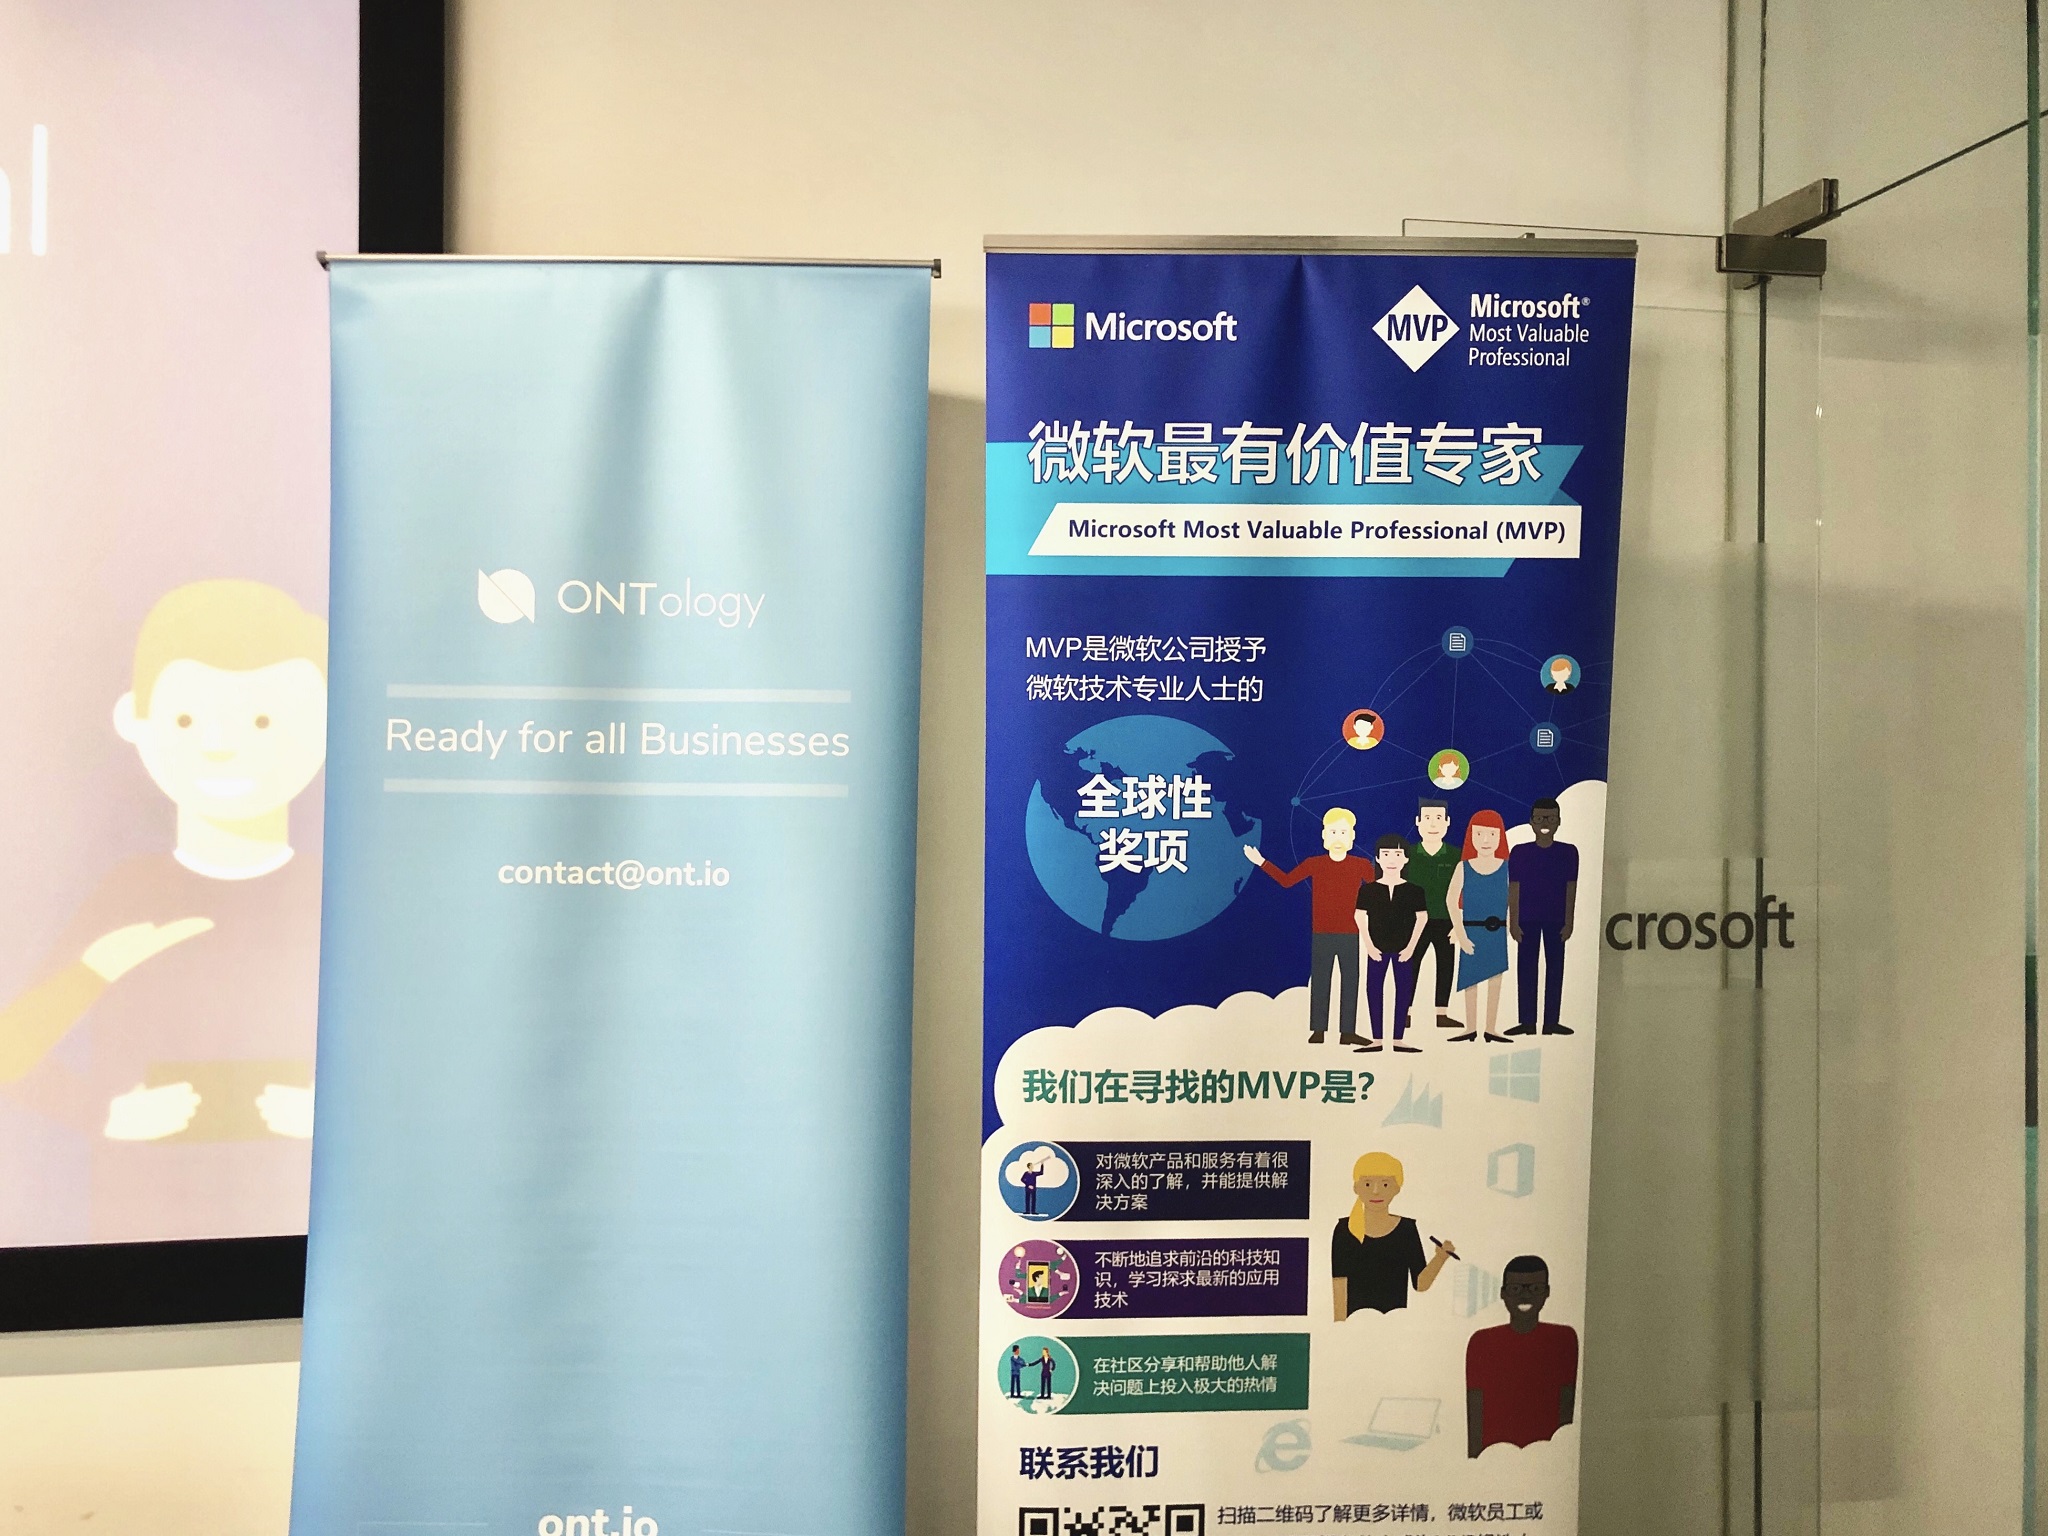 al
ONTology
Ready for all Businesses
contact@ont.io
ont.io
Microsoft
MVP
Microsoft®
Most Valuable
Professional
微软最有价值专家
Microsoft Most Valuable Professional (MVP)
MVP是微软公司授予
微软技术专业人士的
全球性
奖项
我们在寻找的MVP是?
对微软产品和服务有着很
深入的了解，并能提供解
决方案
不断地追求前沿的科技知
识，学习探求最新的应用
技术
在社区分享和帮助他人解
决问题上投入极大的热情
联系我们
扫描二维码了解更多详情，微软员工或
crosoft